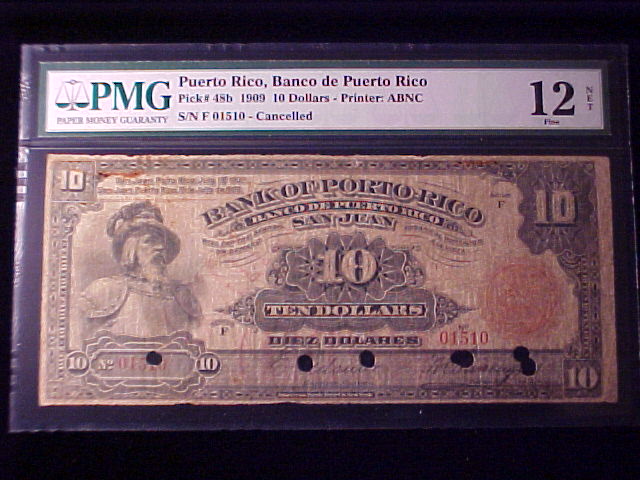 PMG
PAPER MONEY GUARANTY
Puerto Rico, Banco de Puerto Rico
Pick# 48b 1909 10 Dollars - Printer: ABNC
S/N F 01510 - Cancelled
12
NET
Fine
10
BANK OF PORTO-RICO
BANCO DE PUERTO RICO
SAN JUAN
F
10
10
TEN DOLLARS
F
DIEZ DOLARES
01510
10
Nº 01510
10
10